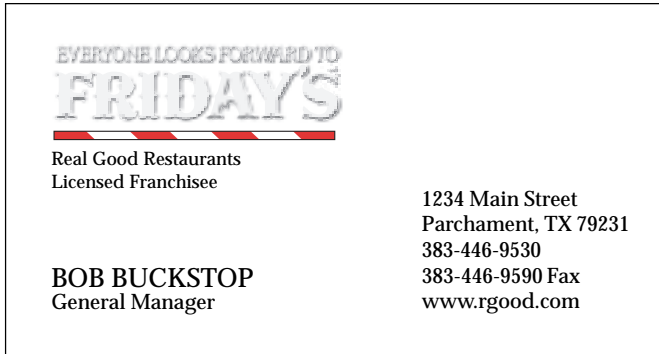 EVERYONE LOOKS FORWARD TO
FRIDAY'S
Real Good Restaurants
Licensed Franchisee
BOB BUCKSTOP
General Manager
1234 Main Street
Parchament, TX 79231
383-446-9530
383-446-9590 Fax
www.rgood.com